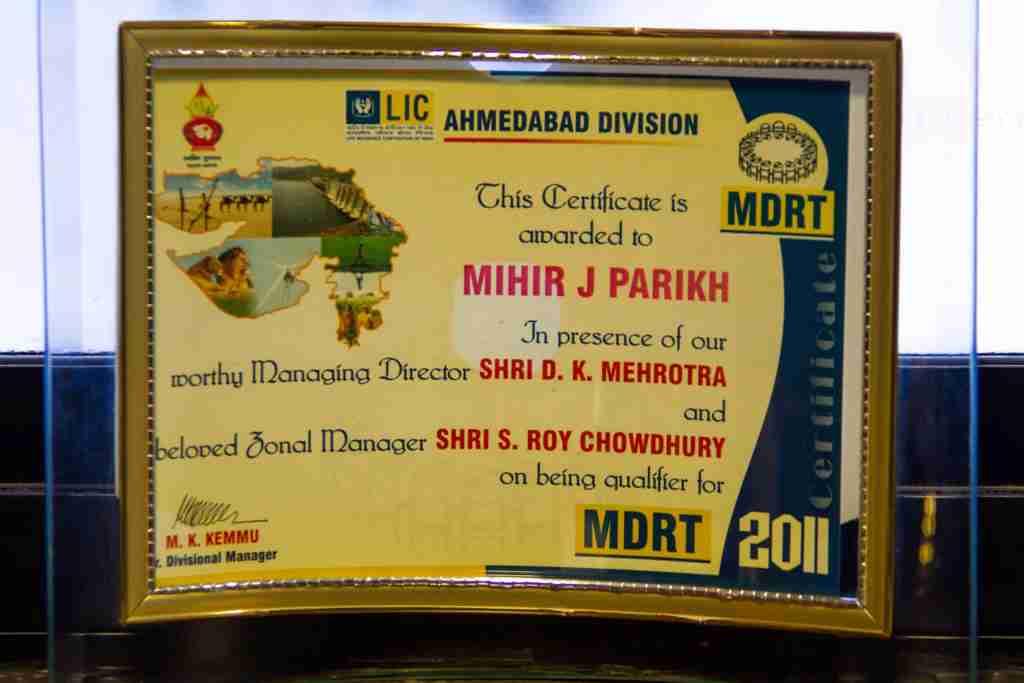 LIC
AHMEDABAD DIVISION
This Certificate is
awarded to
MIHIR J PARIKH
In presence of our
worthy Managing Director SHRI D. K. MEHROTRA
and
beloved Zonal Manager SHRI S. ROY CHOWDHURY
on being qualifier for
MDRT
M. K. KEMMU
r. Divisional Manager
MDRT
certificate
2011